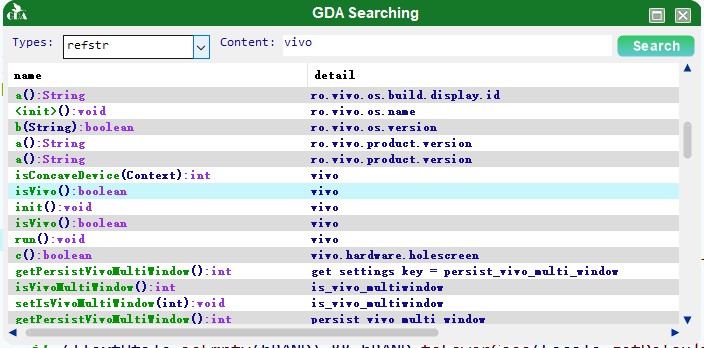 GDA
GDA Searching
Types: refstr Content: vivo Search
name detail
a():String ro.vivo.os.build.display.id
<init>():void ro.vivo.os.name
b(String):boolean ro.vivo.os.version
a():String ro.vivo.product.version
a():String ro.vivo.product.version
isConcaveDevice(Context):int vivo
isVivo():boolean vivo
init():void vivo
isVivo():boolean vivo
run():void vivo
c():boolean vivo.hardware.holescreen
getPersistVivoMultiWindow():int get settings key = persist_vivo_multi_window
isVivoMultiWindow():int is_vivo_multiwindow
setIsVivoMultiWindow(int):void is_vivo_multiwindow
getPersistVivoMultiWindow():int persist_vivo_multi_window